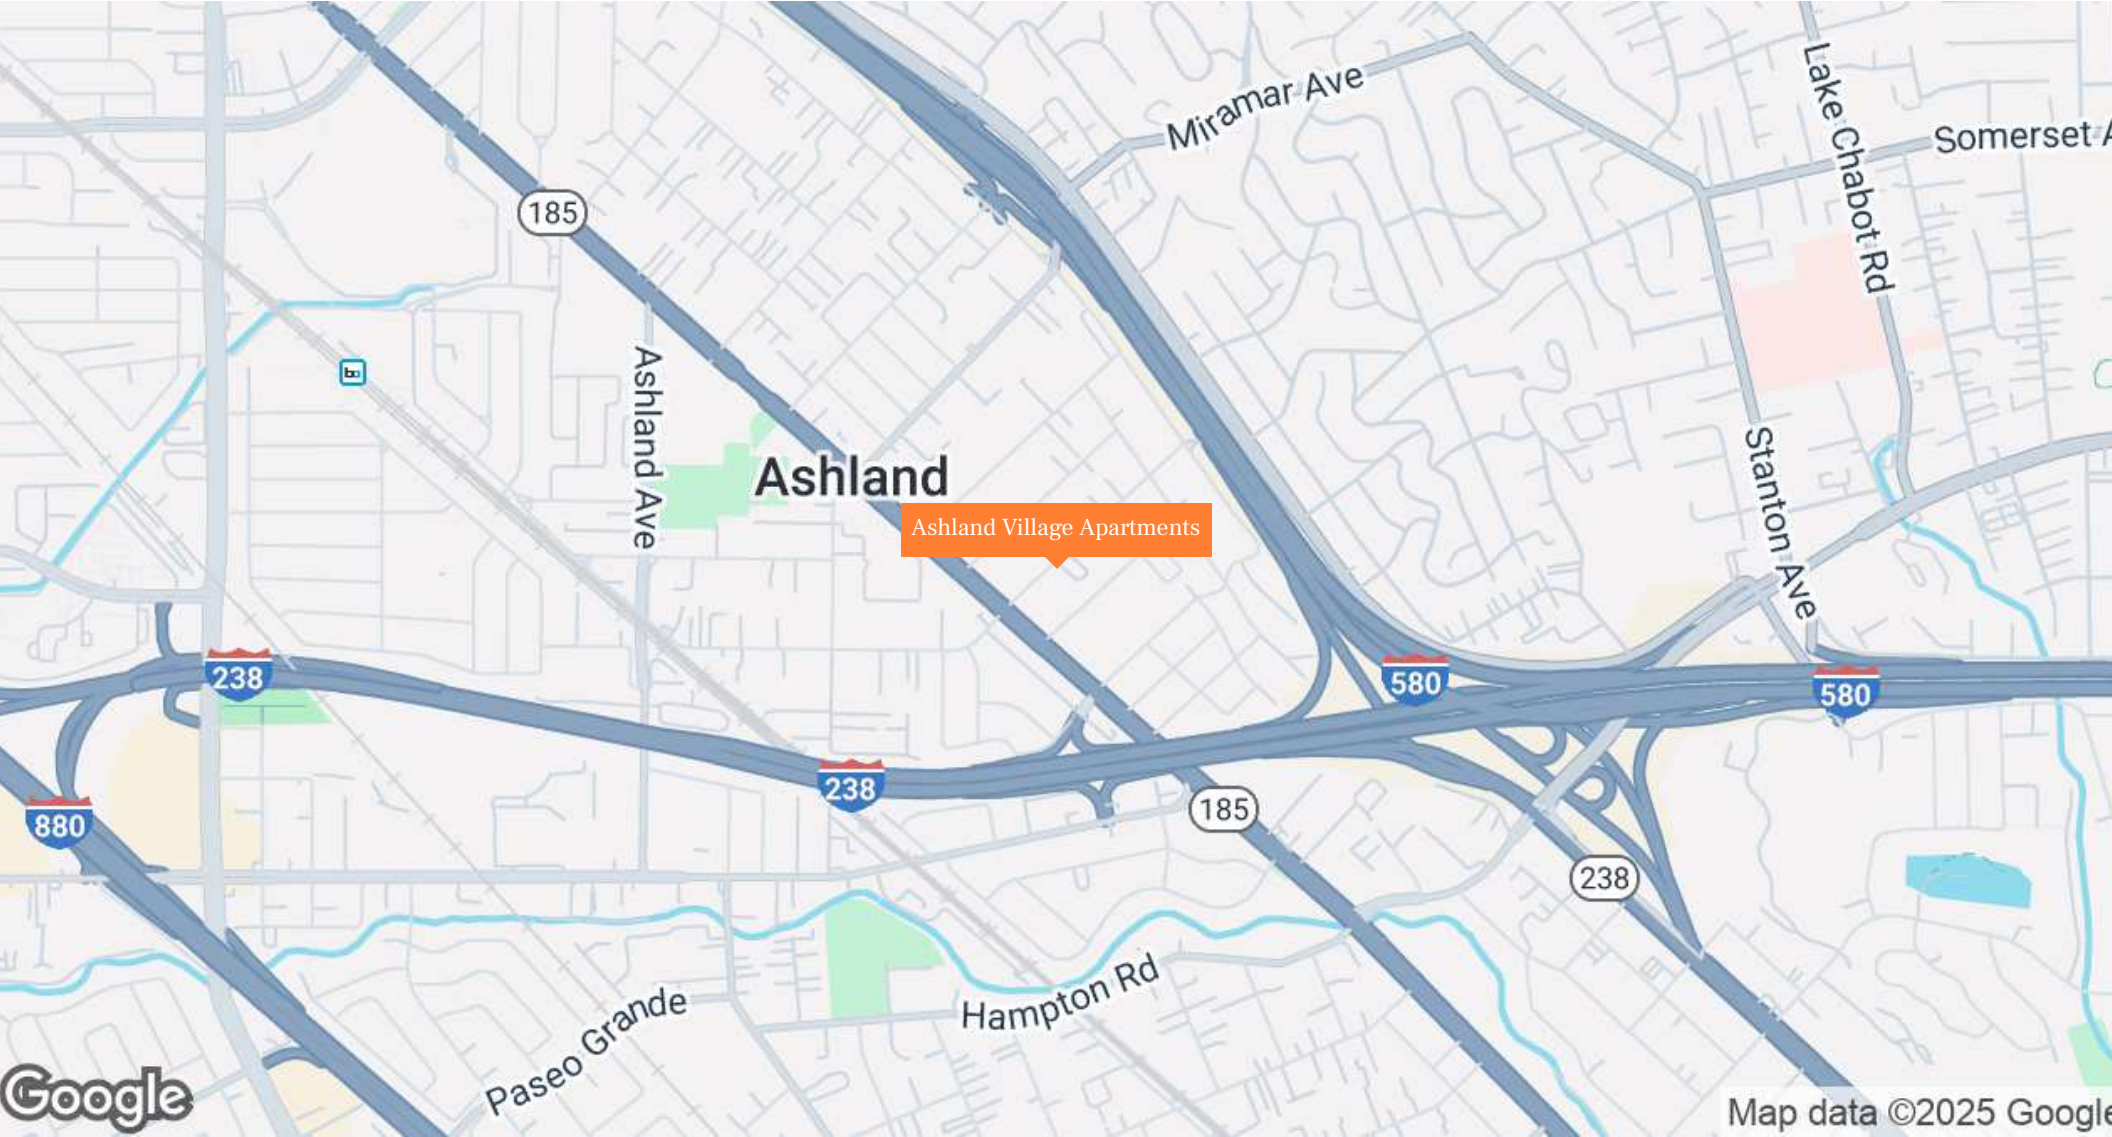 Miramar Ave
Lake Chabot Rd
Somerset
185
Ashland Ave
Ashland
Ashland Village Apartments
Stanton Ave
238
580
580
238
185
880
238
Hampton Rd
Paseo Grande
Google
Map data ©2025 Google